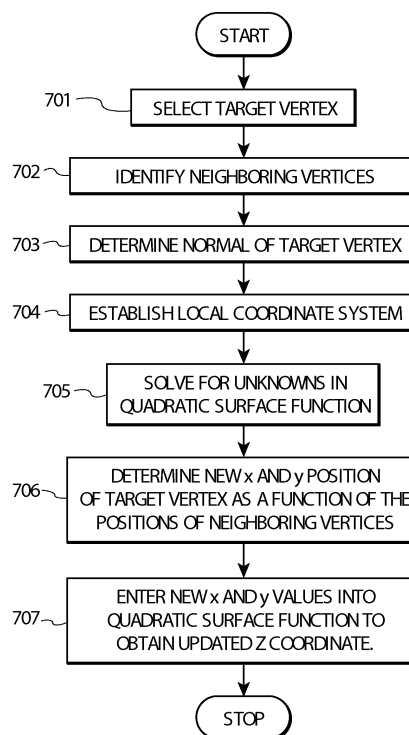 START
701
SELECT TARGET VERTEX
702
IDENTIFY NEIGHBORING VERTICES
703
DETERMINE NORMAL OF TARGET VERTEX
704
ESTABLISH LOCAL COORDINATE SYSTEM
705
SOLVE FOR UNKNOWNS IN
QUADRATIC SURFACE FUNCTION
706
DETERMINE NEW x AND y POSITION
OF TARGET VERTEX AS A FUNCTION OF THE
POSITIONS OF NEIGHBORING VERTICES
707
ENTER NEW x AND y VALUES INTO
QUADRATIC SURFACE FUNCTION TO
OBTAIN UPDATED Z COORDINATE.
STOP